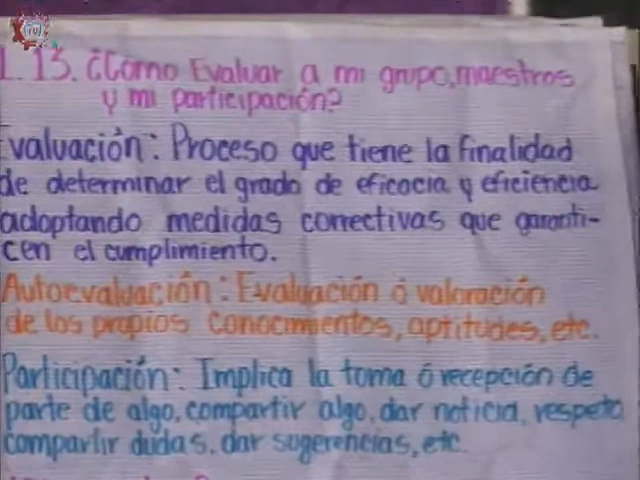 1.13. ¿Como Evaluar a mi grupo, maestros
y mi participación?
Evaluación: Proceso que tiene la finalidad
de determinar el grado de eficacia y eficiencia
adoptando medidas correctivas que garanti-
cen el cumplimiento.
Autoevaluación: Evaluación ó valoración
de los propios conocimientos, aptitudes, etc.
Participación: Implica la toma ó recepción de
parte de algo, compartir algo, dar noticia, respeto
compartir dudas, dar sugerencias, etc.